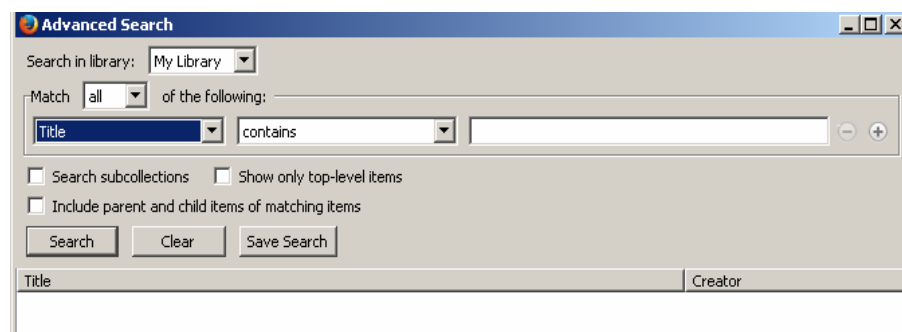 Advanced Search
Search in library: My Library
Match all of the following:
Title contains
Search subcollections Show only top-level items
Include parent and child items of matching items
Search Clear Save Search
Title Creator